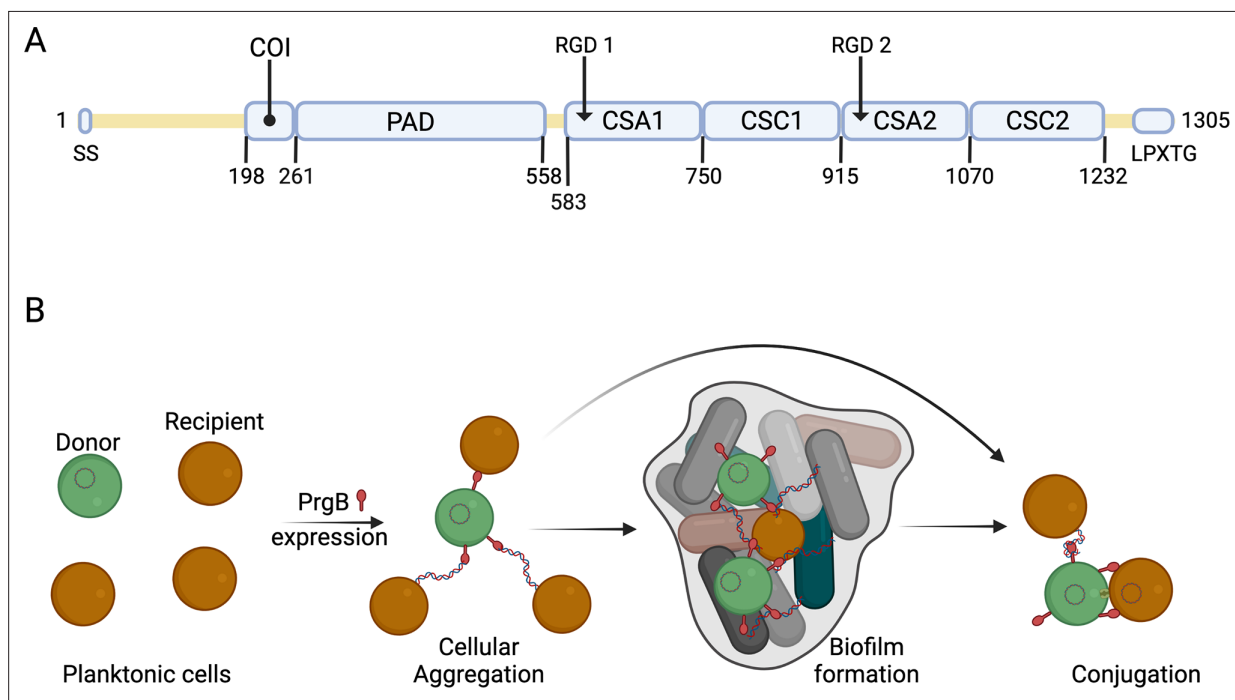 A
COI
RGD 1
RGD 2
1
PAD
CSA1
CSC1
CSA2
CSC2
1305
SS
LPXTG
198
261
558
583
750
915
1070
1232
B
Donor
Recipient
PrgB
expression
Planktonic cells
Cellular
Aggregation
Biofilm
formation
Conjugation